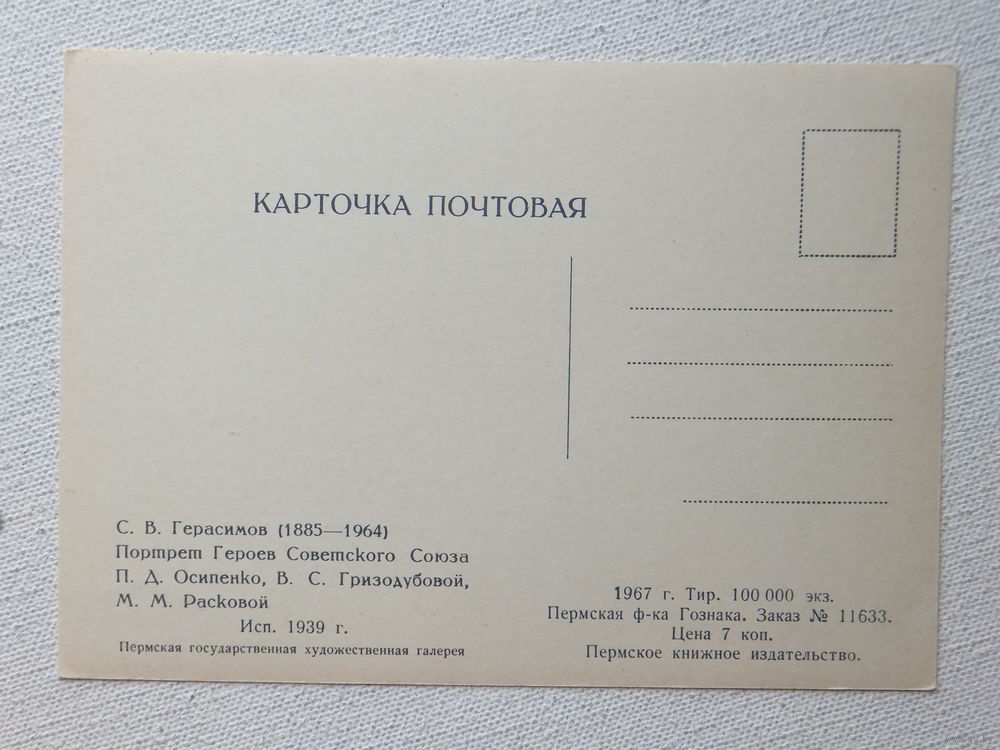 КАРТОЧКА ПОЧТОВАЯ
С. В. Герасимов (1885—1964)
Портрет Героев Советского Союза
П. Д. Осипенко, В. С. Гризодубовой,
М. М. Расковой
Исп. 1939 г.
Пермская государственная художественная галерея
1967 г. Тир. 100 000 экз.
Пермская ф-ка Гознака. Заказ № 11633.
Цена 7 коп.
Пермское книжное издательство.